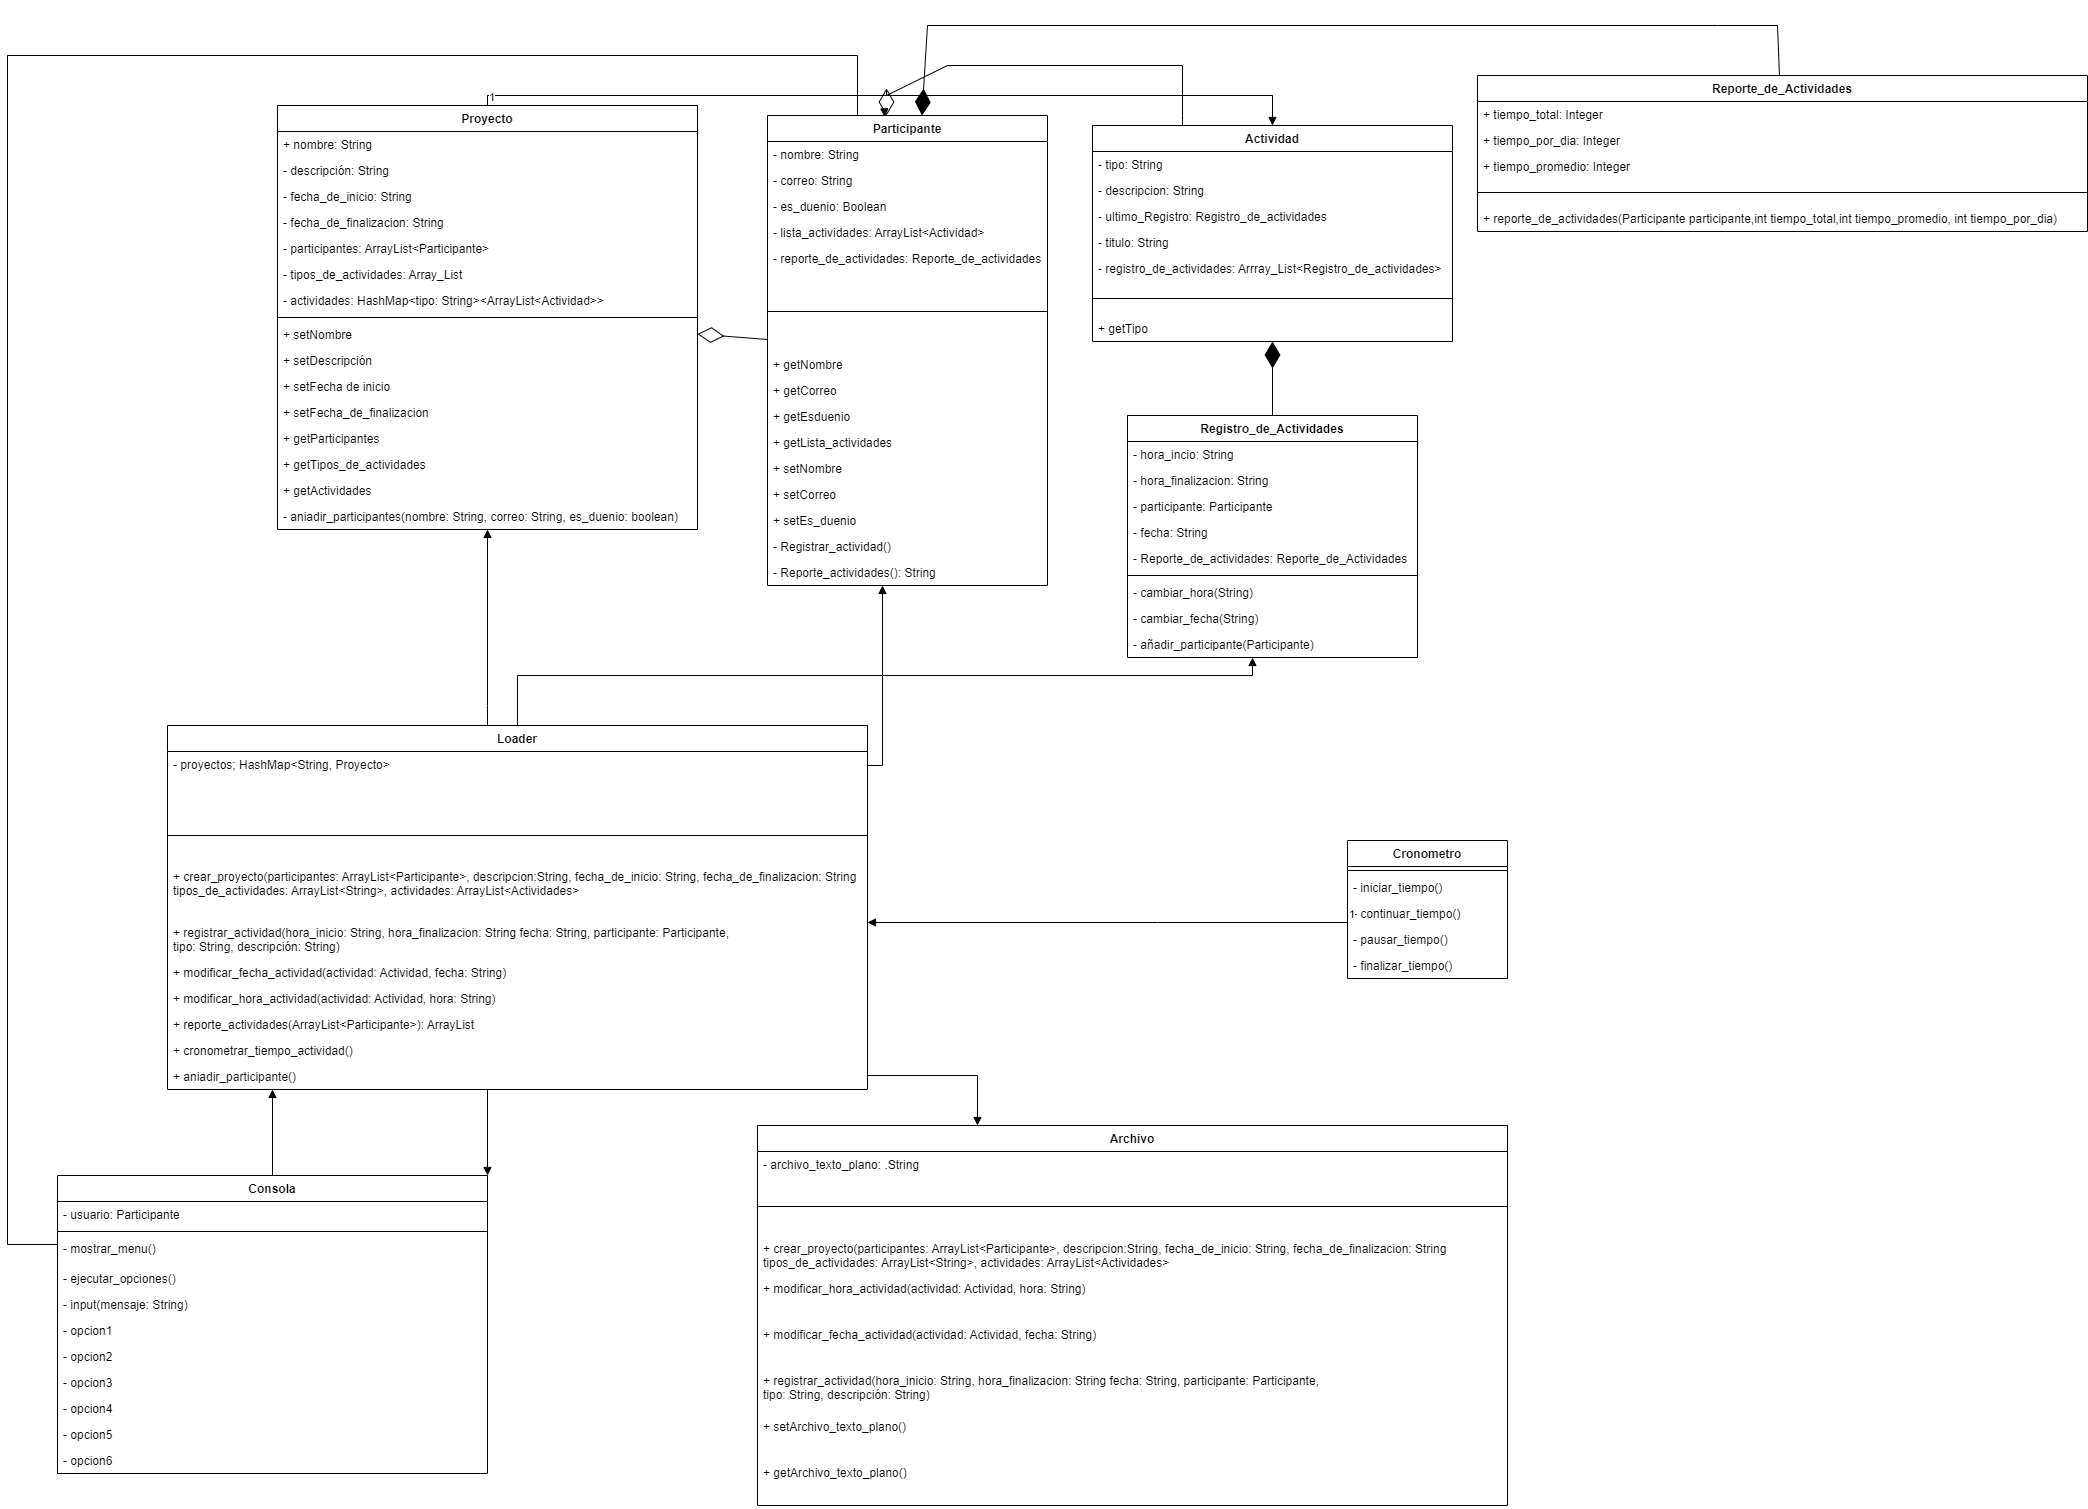 1
Proyecto
+ nombre: String
- descripción: String
- fecha_de_inicio: String
- fecha_de_finalización: String
- participantes: ArrayList<Participante>
- tipos_de_actividades: Array_List
- actividades: HashMap<tipo: String><ArrayList<Actividad>>
+ setNombre
+ setDescripción
+ setFecha de inicio
+ setFecha_de_finalizacion
+ getParticipantes
+ getTipos_de_actividades
+ getActividades
- aniadir_participantes(nombre: String, correo: String, es_duenio: boolean)
Participante
- nombre: String
- correo: String
- es_duenio: Boolean
- lista_actividades: ArrayList<Actividad>
- reporte_de_actividades: Reporte_de_actividades
+ getNombre
+ getCorreo
+ getEsduenio
+ getLista_actividades
+ setNombre
+ setCorreo
+ setEs_duenio
- Registrar_actividad()
- Reporte_actividades(): String
Actividad
- tipo: String
- descripcion: String
- ultimo_Registro: Registro_de_actividades
- titulo: String
- registro_de_actividades: Arrray_List<Registro_de_actividades>
+ getTipo
Reporte_de_Actividades
+ tiempo_total: Integer
+ tiempo_por_dia: Integer
+ tiempo_promedio: Integer
+ reporte_de_actividades(Participante participante,int tiempo_total,int tiempo_promedio, int tiempo_por_dia)
Registro_de_Actividades
- hora_incio: String
- hora_finalizacion: String
- participante: Participante
- fecha: String
- Reporte_de_actividades: Reporte_de_Actividades
- cambiar_hora(String)
- cambiar_fecha(String)
- añadir_participante(Participante)
Loader
- proyectos; HashMap<String, Proyecto>
+ crear_proyecto(participantes: ArrayList<Participante>, descripcion:String, fecha_de_inicio: String, fecha_de_finalizacion: String
tipos_de_actividades: ArrayList<String>, actividades: ArrayList<Actividades>
+ registrar_actividad(hora_inicio: String, hora_finalizacion: String fecha: String, participante: Participante,
tipo: String, descripción: String)
+ modificar_fecha_actividad(actividad: Actividad, fecha: String)
+ modificar_hora_actividad(actividad: Actividad, hora: String)
+ reporte_actividades(ArrayList<Participante>): ArrayList
+ cronometrar_tiempo_actividad()
+ aniadir_participante()
Cronometro
- iniciar_tiempo()
1
- continuar_tiempo()
- pausar_tiempo()
- finalizar_tiempo()
Consola
- usuario: Participante
- mostrar_menu()
- ejecutar_opciones()
- input(mensaje: String)
- opcion1
- opcion2
- opcion3
- opcion4
- opcion5
- opcion6
Archivo
- archivo_texto_plano: .String
+ crear_proyecto(participantes: ArrayList<Participante>, descripcion:String, fecha_de_inicio: String, fecha_de_finalizacion: String
tipos_de_actividades: ArrayList<String>, actividades: ArrayList<Actividades>
+ modificar_hora_actividad(actividad: Actividad, hora: String)
+ modificar_fecha_actividad(actividad: Actividad, fecha: String)
+ registrar_actividad(hora_inicio: String, hora_finalizacion: String fecha: String, participante: Participante,
tipo: String, descripción: String)
+ setArchivo_texto_plano()
+ getArchivo_texto_plano()